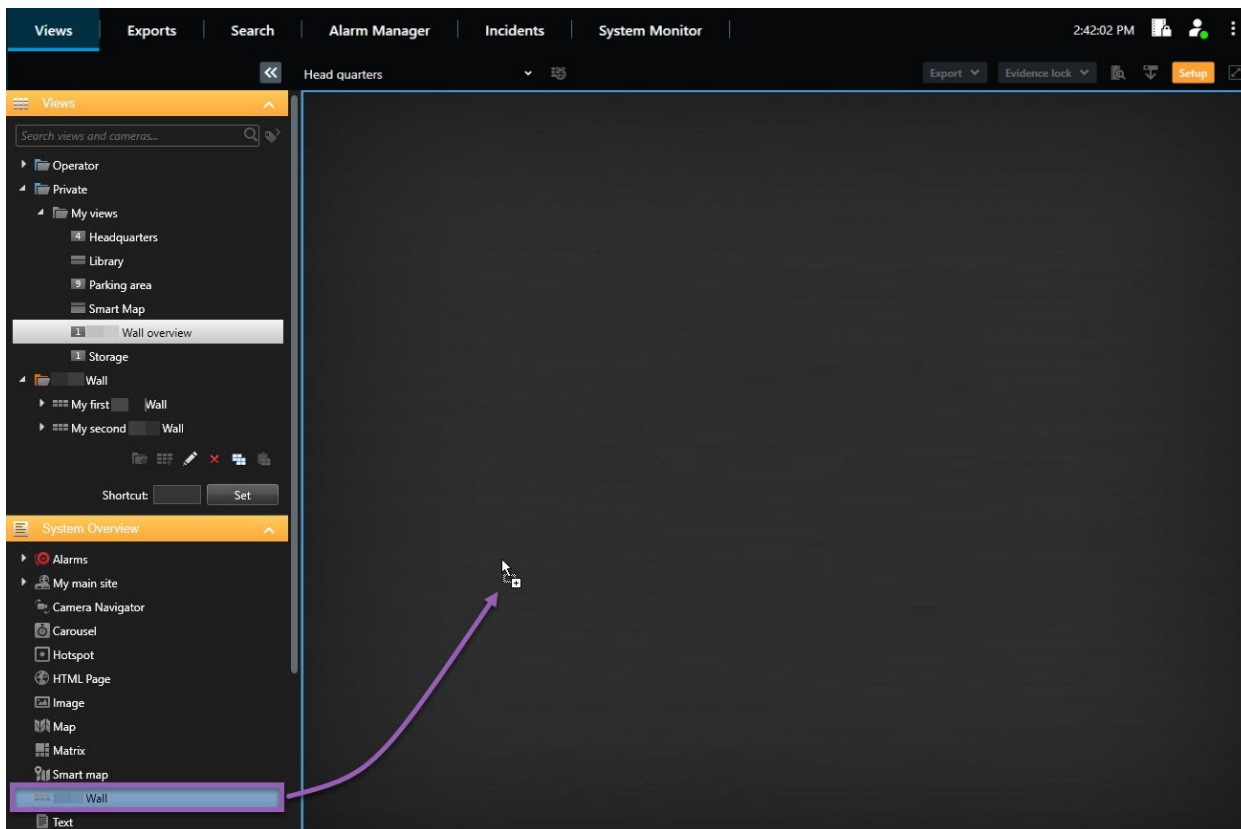 Views Exports Search Alarm Manager Incidents System Monitor 2:42:02 PM
Head quarters Export Evidence lock Setup
Views
Search views and cameras...
Operator
Private
My views
4 Headquarters
Library
9 Parking area
Smart Map
1 Wall overview
1 Storage
Wall
My first Wall
My second Wall
Shortcut: Set
System Overview
Alarms
My main site
Camera Navigator
Carousel
Hotspot
HTML Page
Image
Map
Matrix
Smart map
Wall
Text